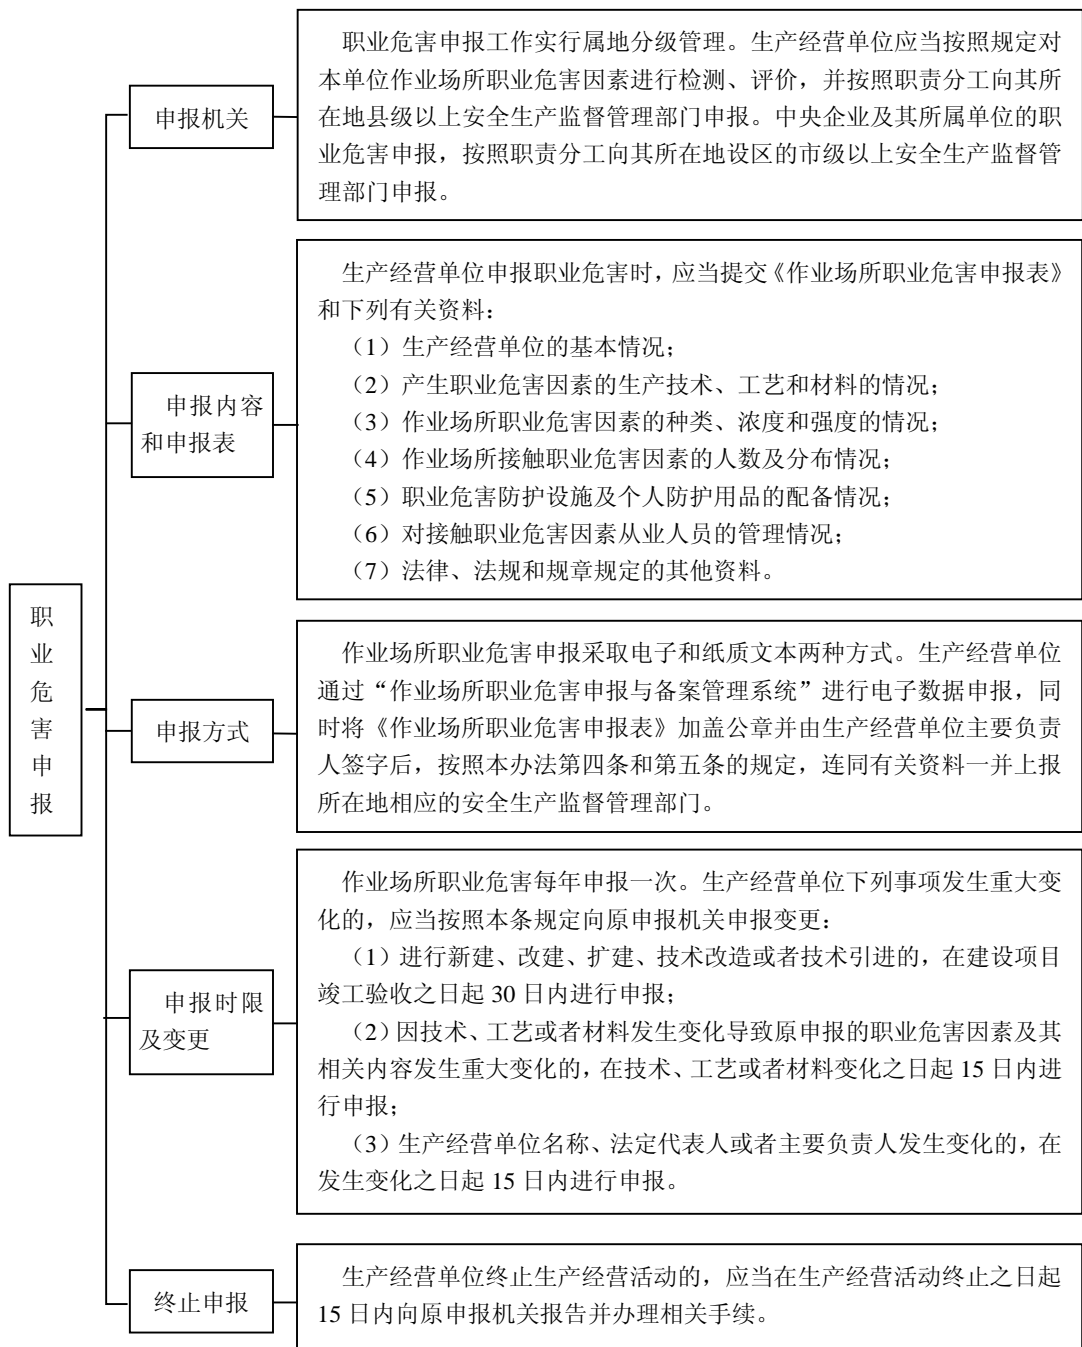 职业危害申报
申报机关
职业危害申报工作实行属地分级管理。生产经营单位应当按照规定对
本单位作业场所职业危害因素进行检测、评价，并按照职责分工向其所
在地县级以上安全生产监督管理部门申报。中央企业及其所属单位的职
业危害申报，按照职责分工向其所在地设区的市级以上安全生产监督管
理部门申报。
申报内容
和申报表
生产经营单位申报职业危害时，应当提交《作业场所职业危害申报表》
和下列有关资料：
（1）生产经营单位的基本情况；
（2）产生职业危害因素的生产技术、工艺和材料的情况；
（3）作业场所职业危害因素的种类、浓度和强度的情况；
（4）作业场所接触职业危害因素的人数及分布情况；
（5）职业危害防护设施及个人防护用品的配备情况；
（6）对接触职业危害因素从业人员的管理情况；
（7）法律、法规和规章规定的其他资料。
申报方式
作业场所职业危害申报采取电子和纸质文本两种方式。生产经营单位
通过“作业场所职业危害申报与备案管理系统”进行电子数据申报，同
时将《作业场所职业危害申报表》加盖公章并由生产经营单位主要负责
人签字后，按照本办法第四条和第五条的规定，连同有关资料一并上报
所在地相应的安全生产监督管理部门。
申报时限
及变更
作业场所职业危害每年申报一次。生产经营单位下列事项发生重大变
化的，应当按照本条规定向原申报机关申报变更：
（1）进行新建、改建、扩建、技术改造或者技术引进的，在建设项目
竣工验收之日起 30 日内进行申报；
（2）因技术、工艺或者材料发生变化导致原申报的职业危害因素及其
相关内容发生重大变化的，在技术、工艺或者材料变化之日起 15 日内进
行申报；
（3）生产经营单位名称、法定代表人或者主要负责人发生变化的，在
发生变化之日起 15 日内进行申报。
终止申报
生产经营单位终止生产经营活动的，应当在生产经营活动终止之日起
15 日内向原申报机关报告并办理相关手续。